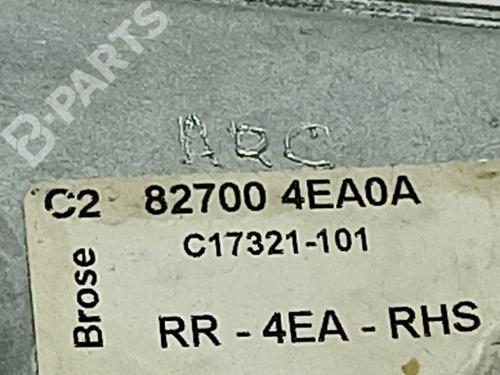 B-PARTS
ARC
C2 82700 4EA0A
C17321-101
Brose
RR - 4EA - RHS